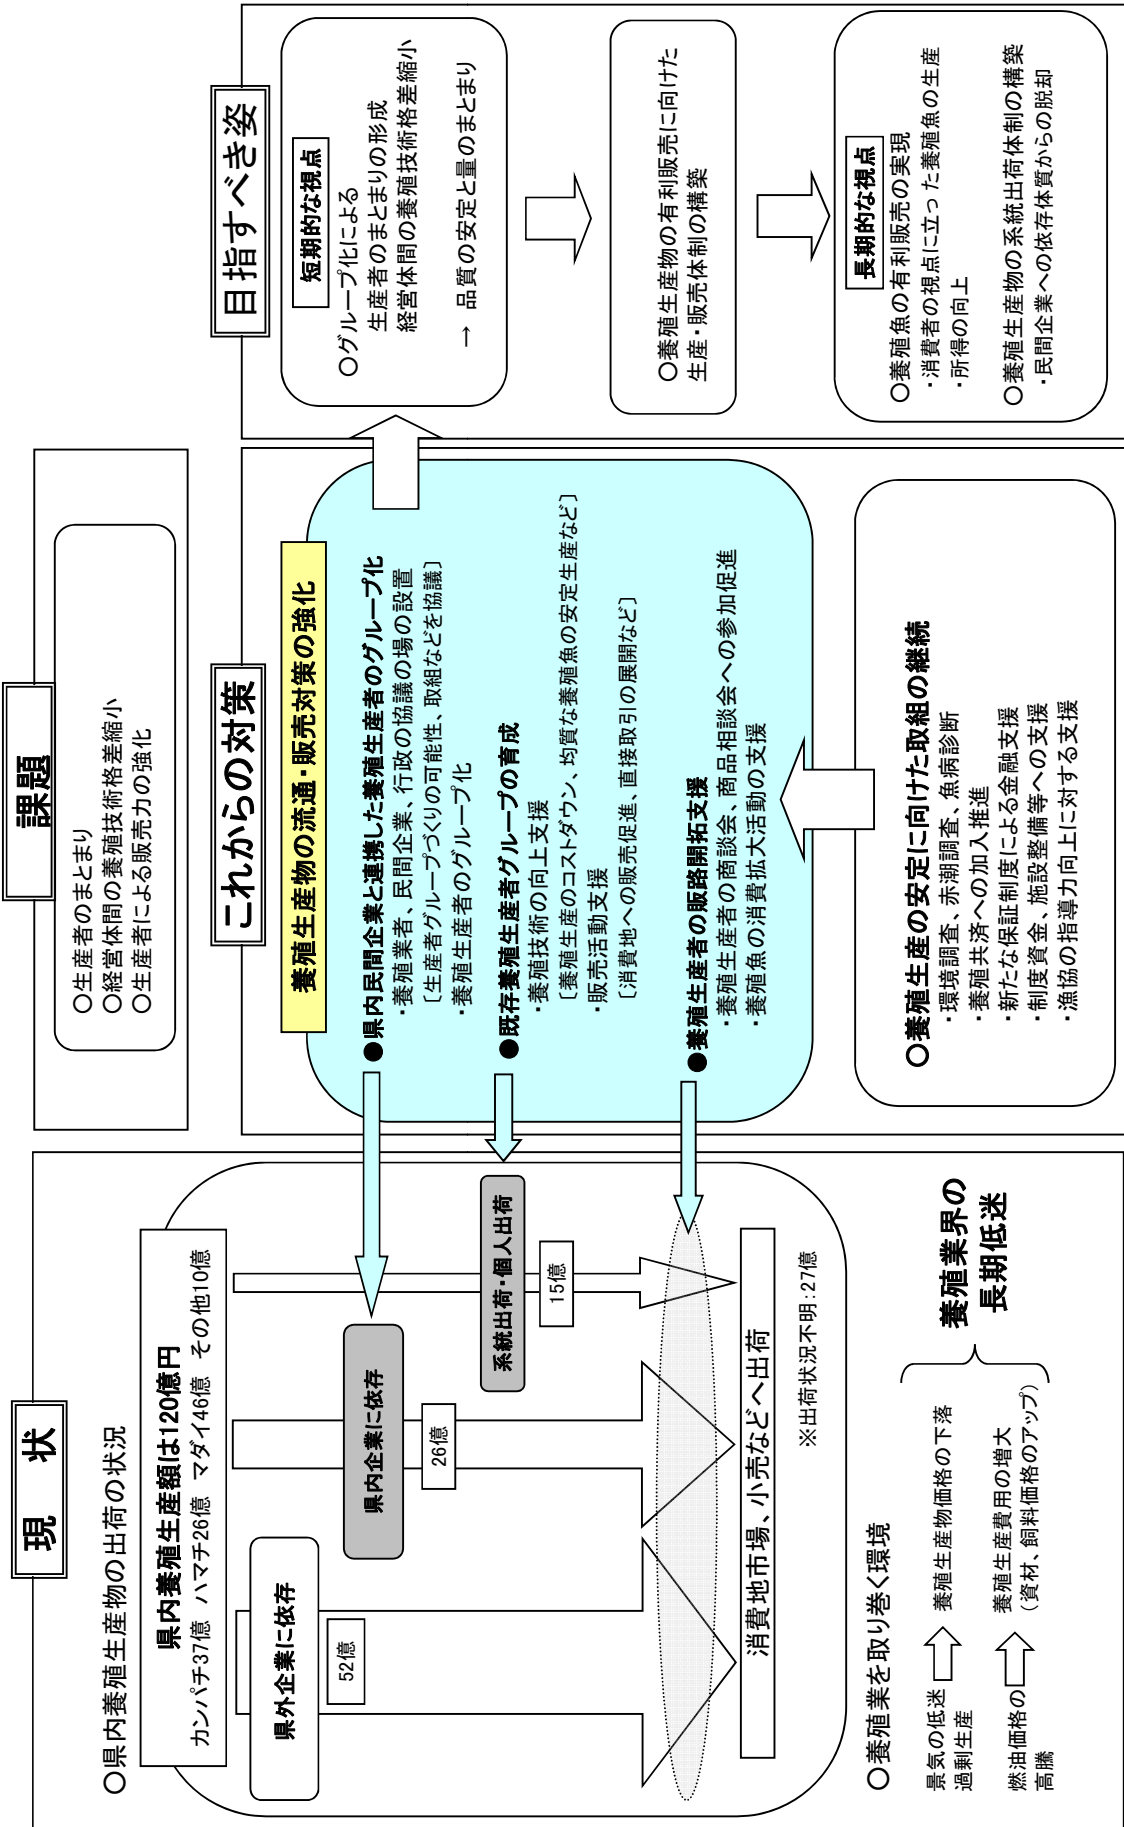 現　状
〇県内養殖生産物の出荷の状況
県内養殖生産額は120億円
カンパチ37億 ハマチ26億 マダイ46億 その他10億
県外企業に依存
52億
県内企業に依存
26億
系統出荷・個人出荷
15億
消費地市場、小売などへ出荷
※出荷状況不明：27億
〇養殖業を取り巻く環境
景気の低迷
過剰生産
養殖生産物価格の下落
燃油価格の
高騰
養殖生産費用の増大
（資材、飼料価格のアップ）
養殖業界の
長期低迷
課題
〇生産者のまとまり
〇経営体間の養殖技術格差縮小
〇生産者による販売力の強化
これからの対策
養殖生産物の流通・販売対策の強化
●県内民間企業と連携した養殖生産者のグループ化
・養殖業者、民間企業、行政の協議の場の設置
〔生産者グループづくりの可能性、取組などを協議〕
・養殖生産者のグループ化
●既存養殖生産者グループの育成
・養殖技術の向上支援
〔養殖生産のコストダウン、均質な養殖魚の安定生産など〕
・販売活動支援
〔消費地への販売促進、直接取引の展開など〕
●養殖生産者の販路開拓支援
・養殖生産者の商談会、商品相談会への参加促進
・養殖魚の消費拡大活動の支援
〇養殖生産の安定に向けた取組の継続
・環境調査、赤潮調査、魚病診断
・養殖共済への加入推進
・新たな保証制度による金融支援
・制度資金、施設整備等への支援
・漁協の指導力向上に対する支援
目指すべき姿
短期的な視点
〇グループ化による
生産者のまとまりの形成
経営体間の養殖技術格差縮小
→ 品質の安定と量のまとまり
〇養殖生産物の有利販売に向けた
生産・販売体制の構築
長期的な視点
〇養殖魚の有利販売の実現
・消費者の視点に立った養殖魚の生産
・所得の向上
〇養殖生産物の系統出荷体制の構築
・民間企業への依存体質からの脱却